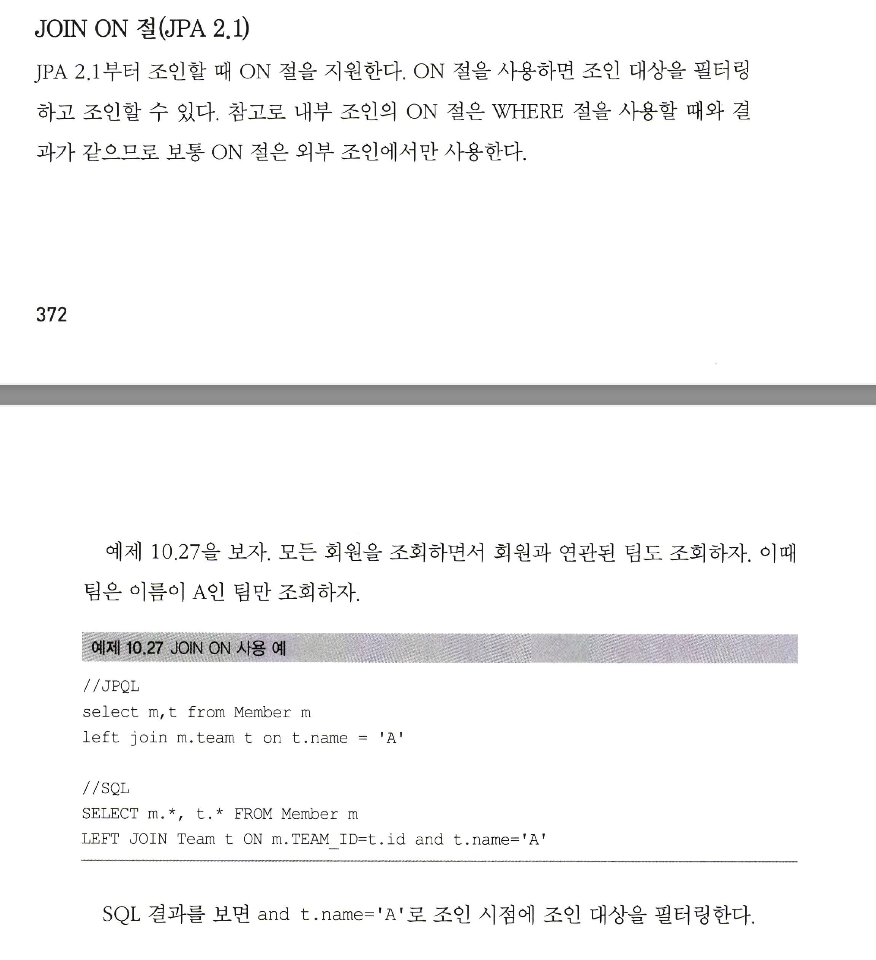 JOIN ON 절(JPA 2.1)
JPA 2.1부터 조인할 때 ON 절을 지원한다. ON 절을 사용하면 조인 대상을 필터링
하고 조인할 수 있다. 참고로 내부 조인의 ON 절은 WHERE 절을 사용할 때와 결
과가 같으므로 보통 ON 절은 외부 조인에서만 사용한다.
372
예제 10.27을 보자. 모든 회원을 조회하면서 회원과 연관된 팀도 조회하자. 이때
팀은 이름이 A인 팀만 조회하자.
예제 10.27 JOIN ON 사용 예
//JPQL
select m,t from Member m
left join m.team t on t.name = 'A'
//SQL
SELECT m.*, t.* FROM Member m
LEFT JOIN Team t ON m.TEAM_ID=t.id and t.name='A'
SQL 결과를 보면 and t.name='A'로 조인 시점에 조인 대상을 필터링한다.